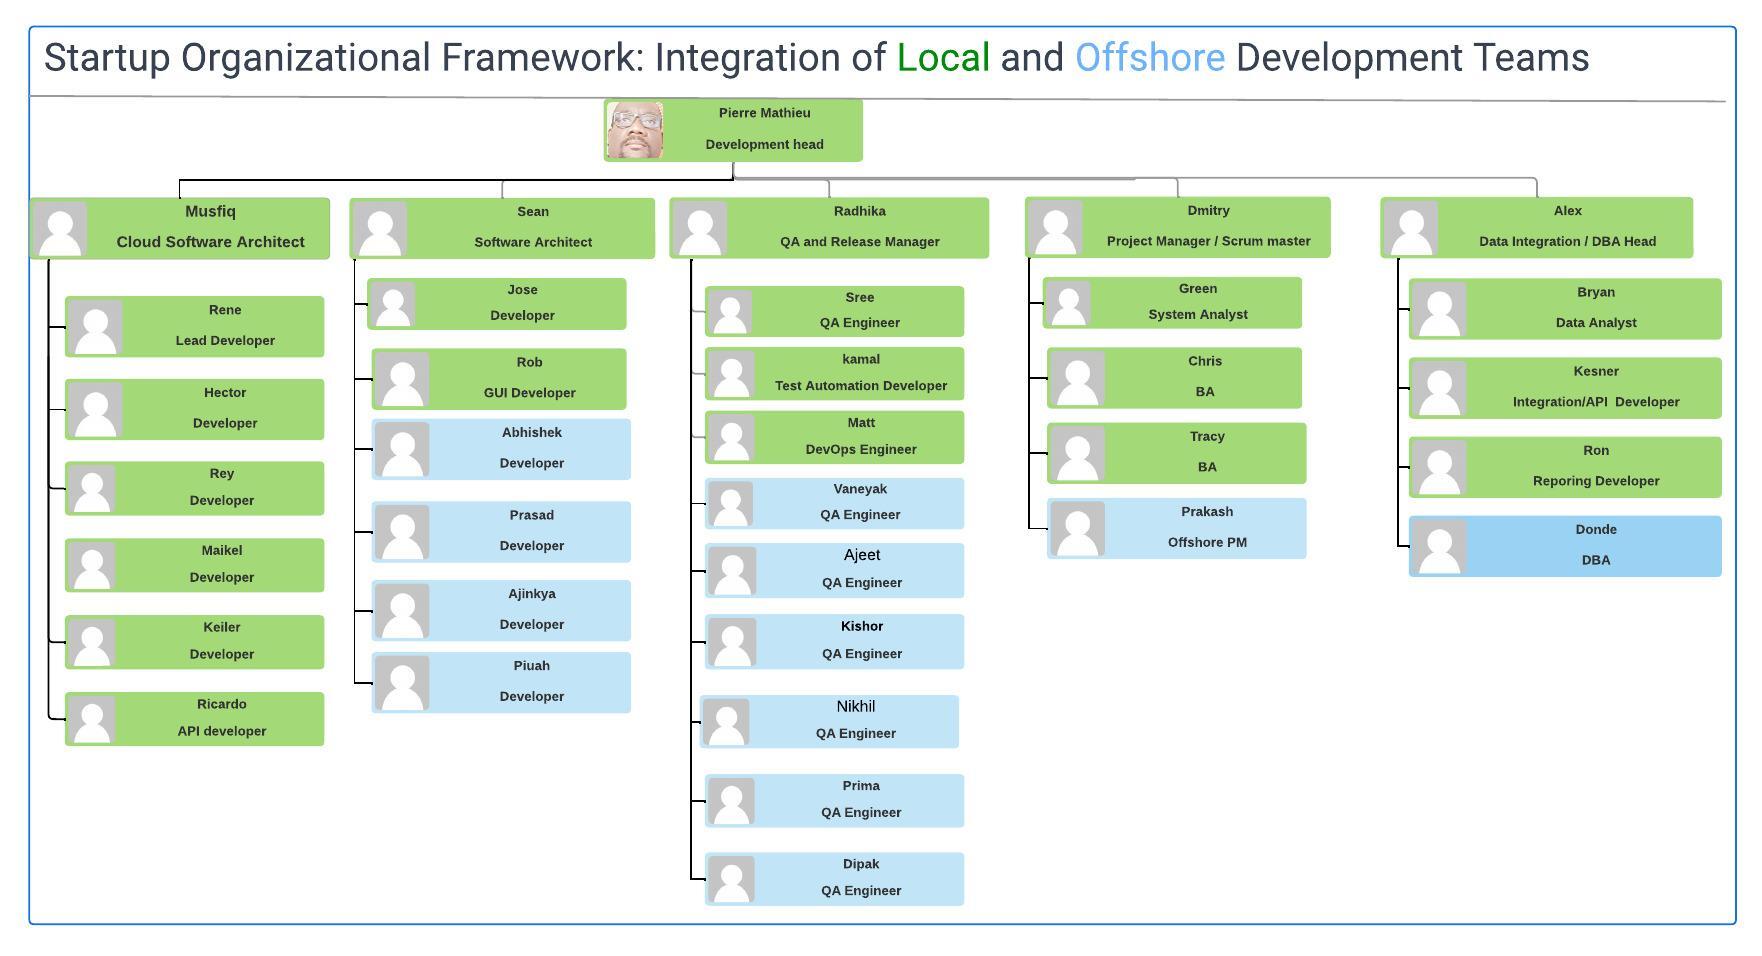 Startup Organizational Framework: Integration of Local and Offshore Development Teams
Pierre Mathieu
Development head
Musfiq
Cloud Software Architect
Rene
Lead Developer
Hector
Developer
Rey
Developer
Maikel
Developer
Keiler
Developer
Ricardo
API developer
Sean
Software Architect
Jose
Developer
Rob
GUI Developer
Abhishek
Developer
Prasad
Developer
Ajinkya
Developer
Piuah
Developer
Radhika
QA and Release Manager
Sree
QA Engineer
kamal
Test Automation Developer
Matt
DevOps Engineer
Vaneyak
QA Engineer
Ajeet
QA Engineer
Kishor
QA Engineer
Nikhil
QA Engineer
Prima
QA Engineer
Dipak
QA Engineer
Dmitry
Project Manager / Scrum master
Green
System Analyst
Chris
BA
Tracy
BA
Prakash
Offshore PM
Alex
Data Integration / DBA Head
Bryan
Data Analyst
Kesner
Integration/API  Developer
Ron
Reporing Developer
Donde
DBA